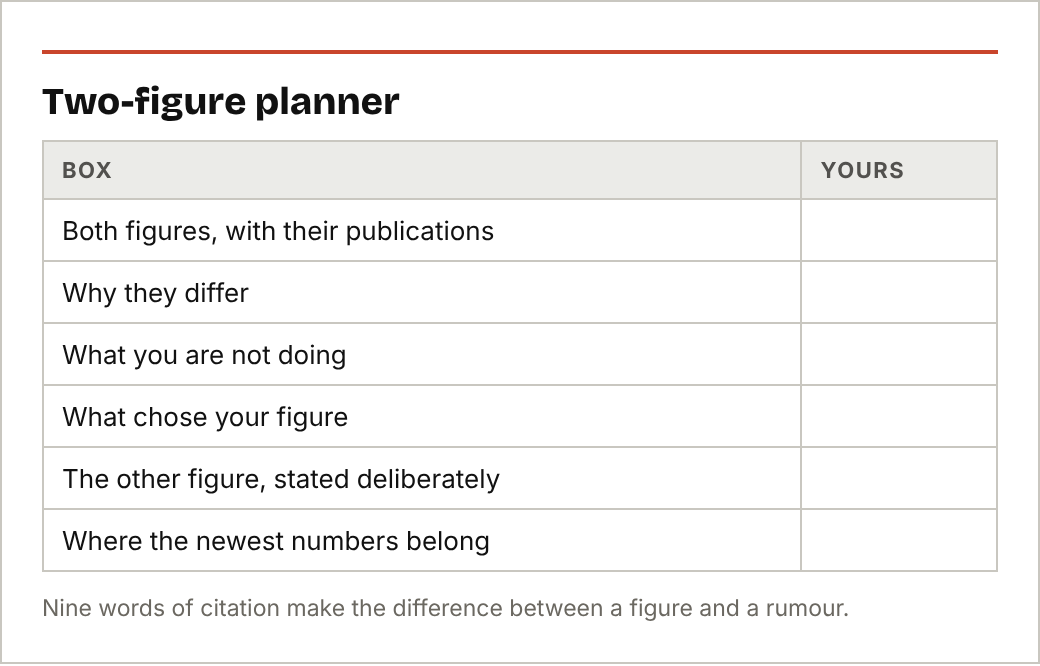 Two-figure planner
BOX YOURS
Both figures, with their publications
Why they differ
What you are not doing
What chose your figure
The other figure, stated deliberately
Where the newest numbers belong
Nine words of citation make the difference between a figure and a rumour.